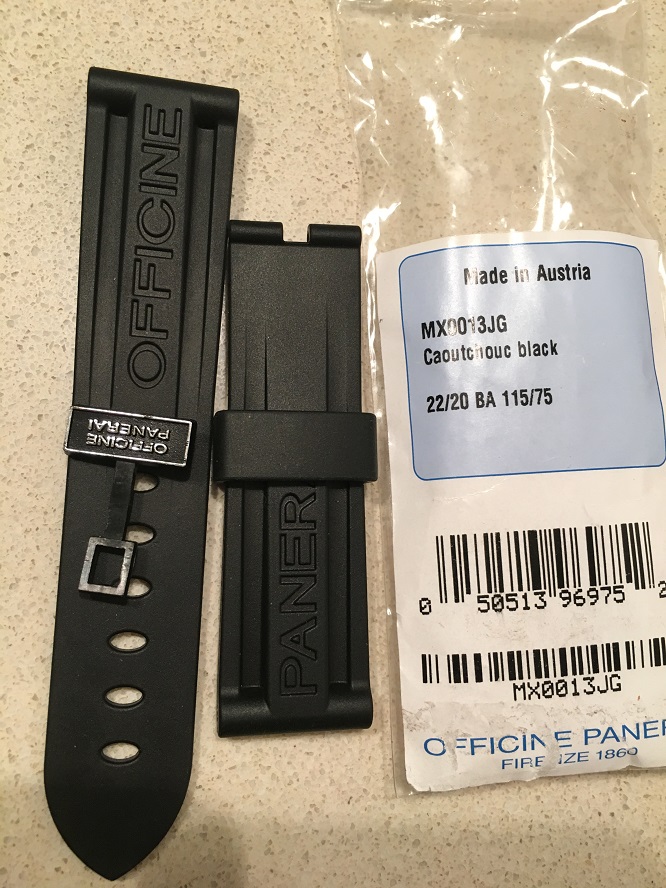 OFFICINE
OFFICINE
PANERAI
PANER
Made in Austria
MX0013JG
Caoutchouc black
22/20 BA 115/75
0 50513 96975 2
MX0013JG
OFFICINE PANER
FIRENZE 1860